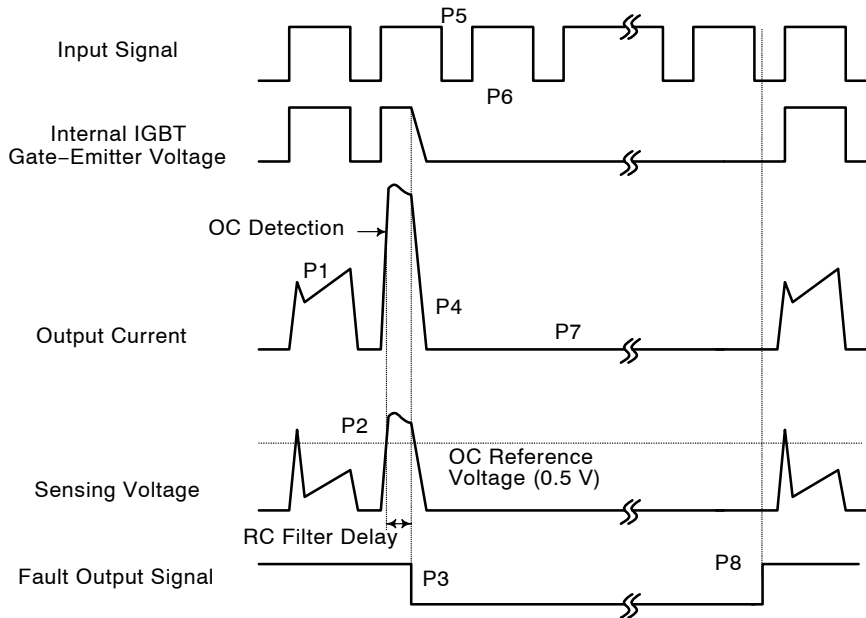 P5
Input Signal
P6
Internal IGBT
Gate−Emitter Voltage
OC Detection
P1
P4
Output Current
P7
P2
OC Reference
Voltage (0.5 V)
Sensing Voltage
RC Filter Delay
Fault Output Signal
P3
P8